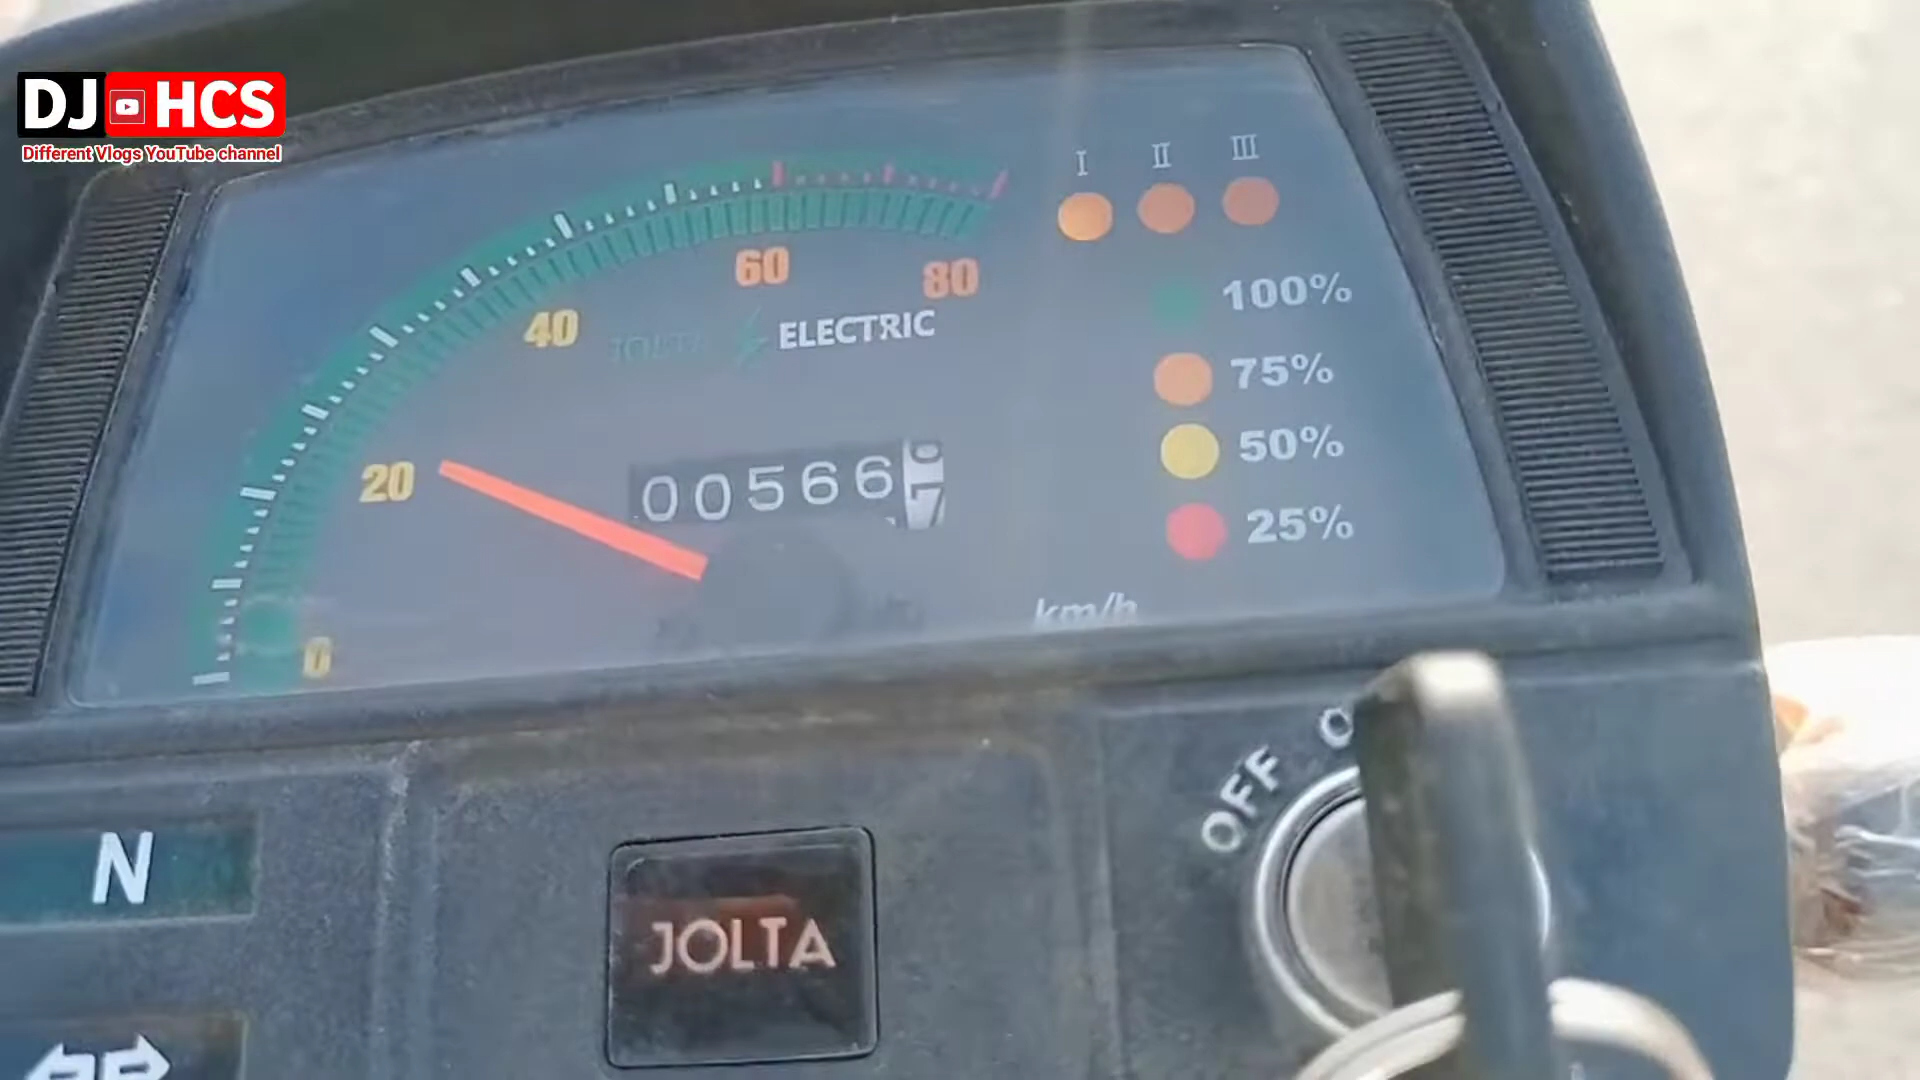 DJ HCS
Different Vlogs YouTube channel
I II III
0
20
40
60
80
JOLTA ELECTRIC
00566
100%
75%
50%
25%
km/h
OFF
N
JOLTA